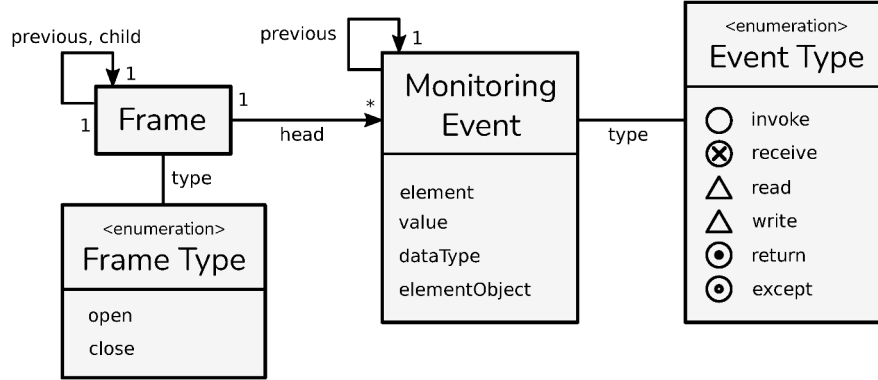 previous, child
1
1
Frame
1
*
head
type
<enumeration>
Frame Type
open
close
previous
1
Monitoring
Event
element
value
dataType
elementObject
type
<enumeration>
Event Type
invoke
receive
read
write
return
except